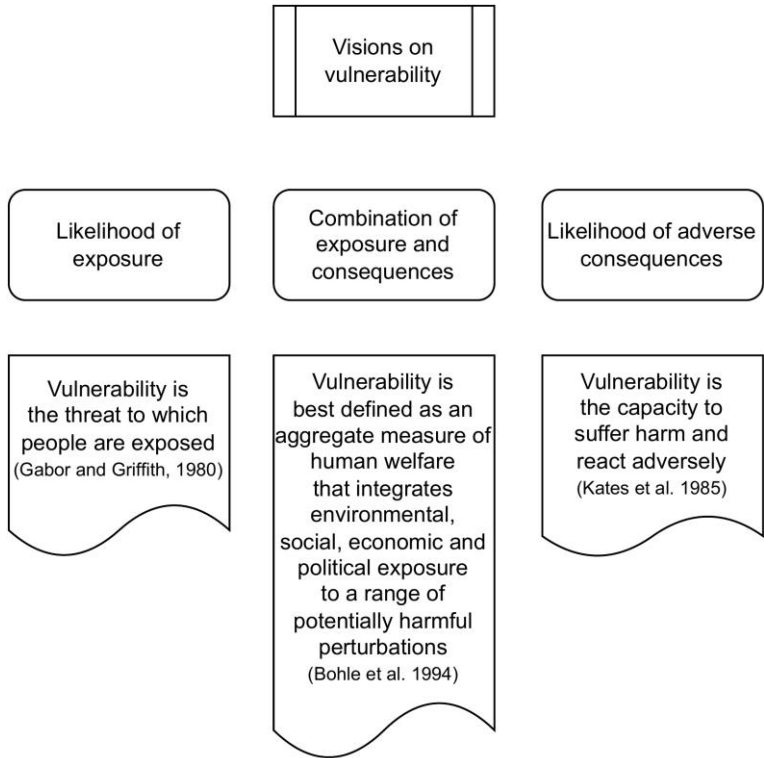 Visions on
vulnerability
Likelihood of
exposure
Combination of
exposure and
consequences
Likelihood of adverse
consequences
Vulnerability is
the threat to which
people are exposed
(Gabor and Griffith, 1980)
Vulnerability is
best defined as an
aggregate measure of
human welfare
that integrates
environmental,
social, economic and
political exposure
to a range of
potentially harmful
perturbations
(Bohle et al. 1994)
Vulnerability is
the capacity to
suffer harm and
react adversely
(Kates et al. 1985)